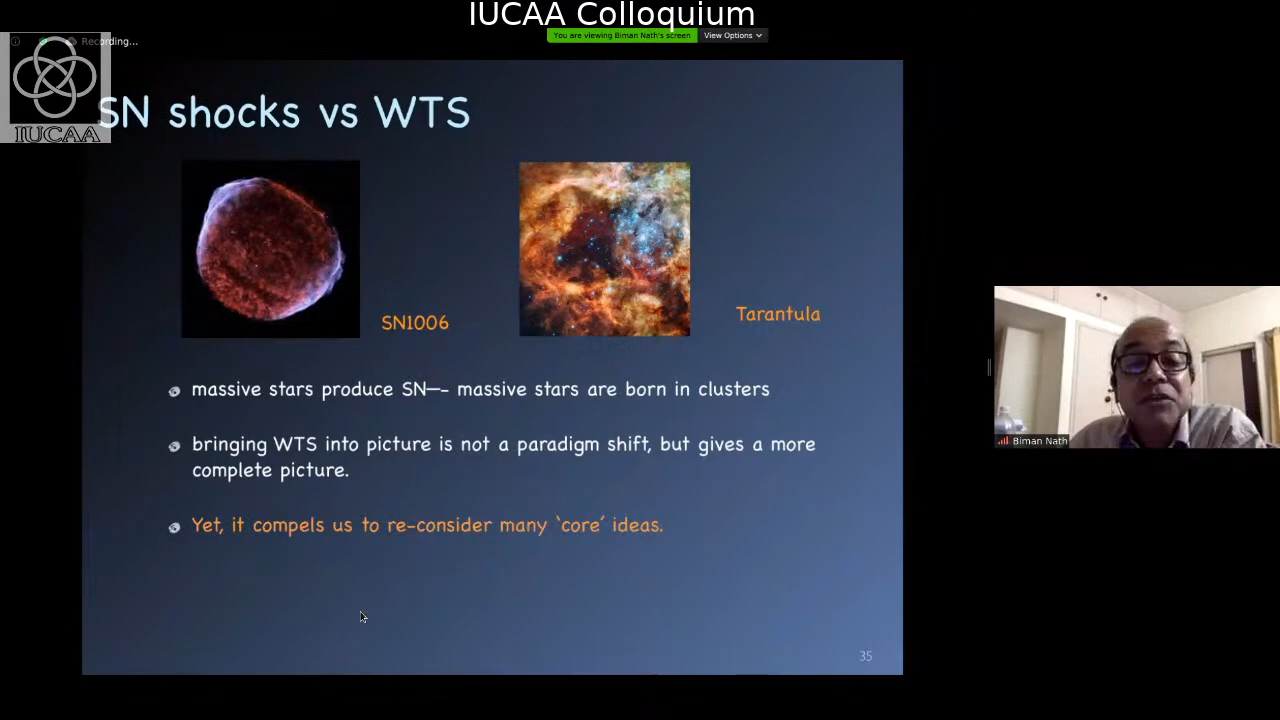 IUCAA Colloquium
You are viewing Biman Nath's screen View Options
Recording...
IUCAA
SN shocks vs WTS
SN1006
Tarantula
massive stars produce SN—- massive stars are born in clusters
bringing WTS into picture is not a paradigm shift, but gives a more
complete picture.
Yet, it compels us to re-consider many ‘core’ ideas.
35
Biman Nath